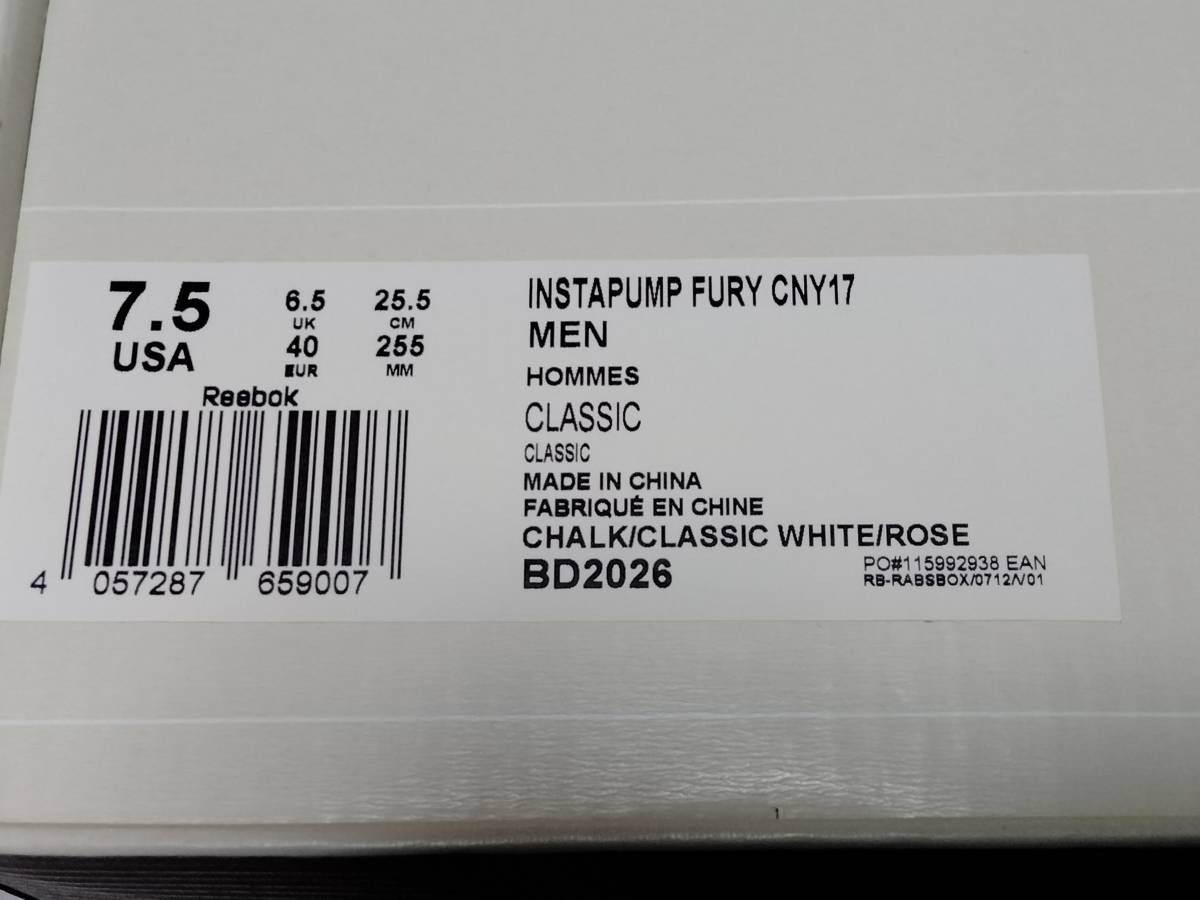 7.5
USA
6.5
UK
40
EUR
25.5
CM
255
MM
Reebok
4 057287 659007
INSTAPUMP FURY CNY17
MEN
HOMMES
CLASSIC
CLASSIC
MADE IN CHINA
FABRIQUÉ EN CHINE
CHALK/CLASSIC WHITE/ROSE
BD2026
PO#115992938 EAN
RB-RABSBOX/0712/V01